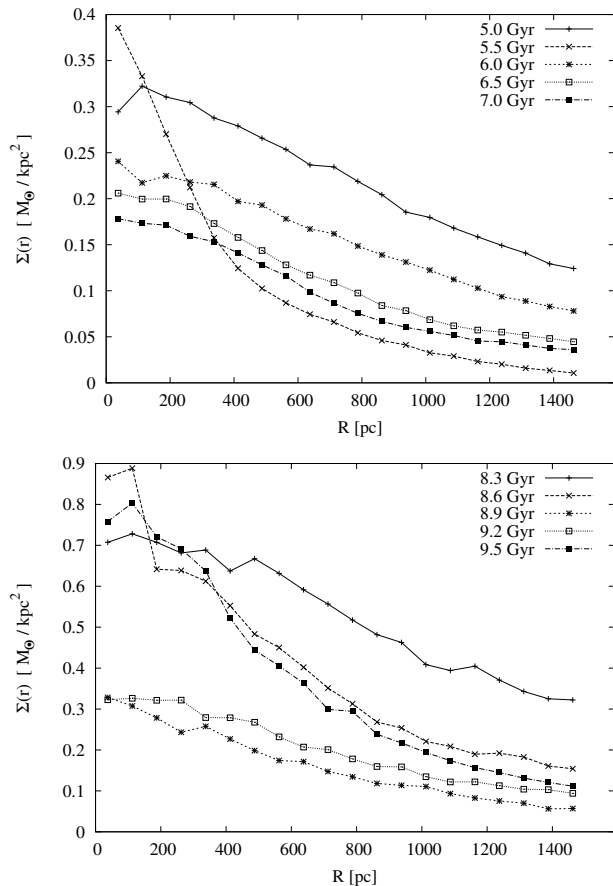 0.4
0.35
0.3
0.25
0.2
0.15
0.1
0.05
0
Σ(r) [ M⊙ / kpc²]
5.0 Gyr
5.5 Gyr
6.0 Gyr
6.5 Gyr
7.0 Gyr
0 200 400 600 800 1000 1200 1400
R [pc]
0.9
0.8
0.7
0.6
0.5
0.4
0.3
0.2
0.1
0
Σ(r) [ M⊙ / kpc²]
8.3 Gyr
8.6 Gyr
8.9 Gyr
9.2 Gyr
9.5 Gyr
0 200 400 600 800 1000 1200 1400
R [pc]